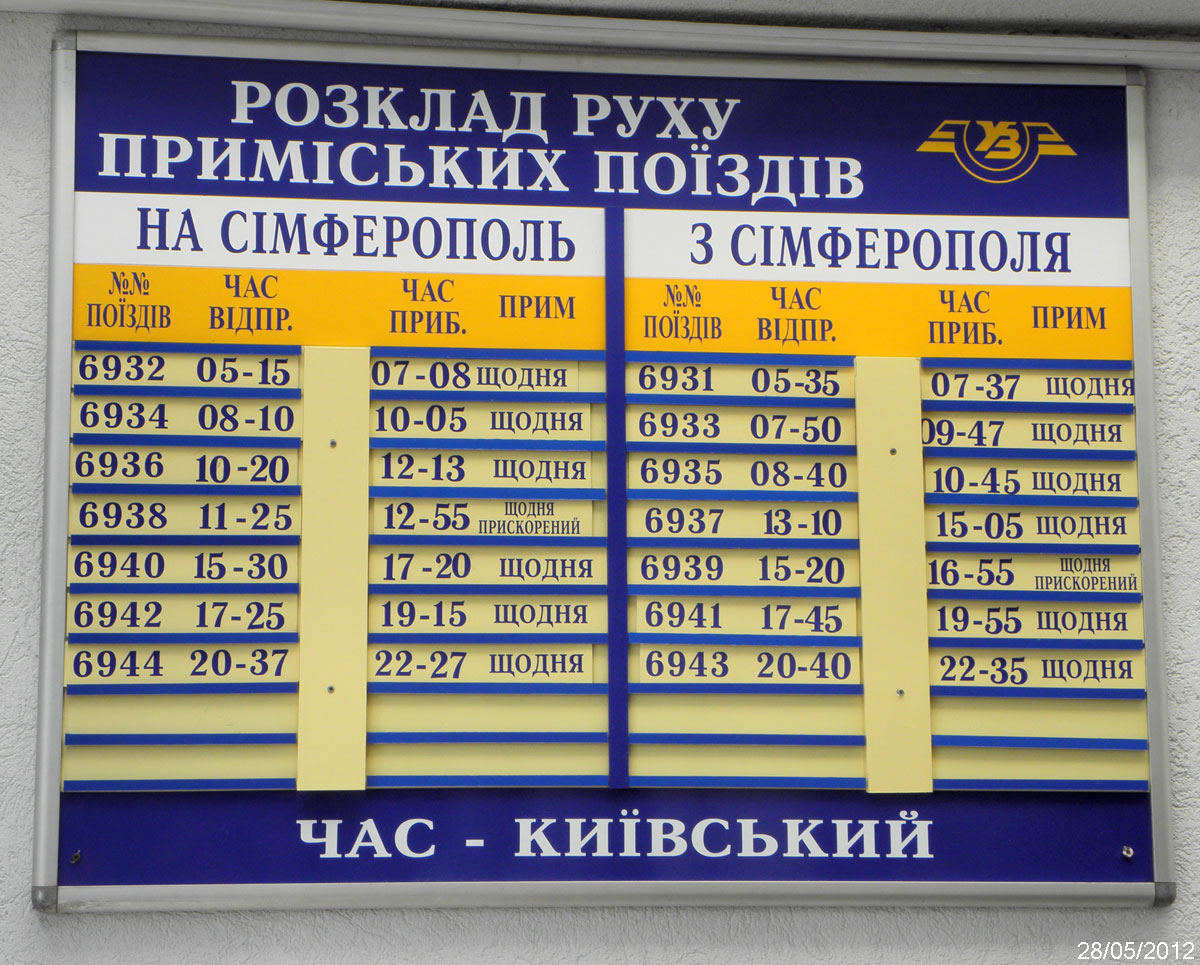 РОЗКЛАД РУХУ
ПРИМІСЬКИХ ПОЇЗДІВ
УЗ
НА СІМФЕРОПОЛЬ
№№ ПОЇЗДІВ ЧАС ВІДПР. ЧАС ПРИБ. ПРИМ
6932 05-15 07-08 ЩОДНЯ
6934 08-10 10-05 ЩОДНЯ
6936 10-20 12-13 ЩОДНЯ
6938 11-25 12-55 ЩОДНЯ ПРИСКОРЕНИЙ
6940 15-30 17-20 ЩОДНЯ
6942 17-25 19-15 ЩОДНЯ
6944 20-37 22-27 ЩОДНЯ
З СІМФЕРОПОЛЯ
№№ ПОЇЗДІВ ЧАС ВІДПР. ЧАС ПРИБ. ПРИМ
6931 05-35 07-37 ЩОДНЯ
6933 07-50 09-47 ЩОДНЯ
6935 08-40 10-45 ЩОДНЯ
6937 13-10 15-05 ЩОДНЯ
6939 15-20 16-55 ЩОДНЯ ПРИСКОРЕНИЙ
6941 17-45 19-55 ЩОДНЯ
6943 20-40 22-35 ЩОДНЯ
ЧАС - КИЇВСЬКИЙ
28/05/2012